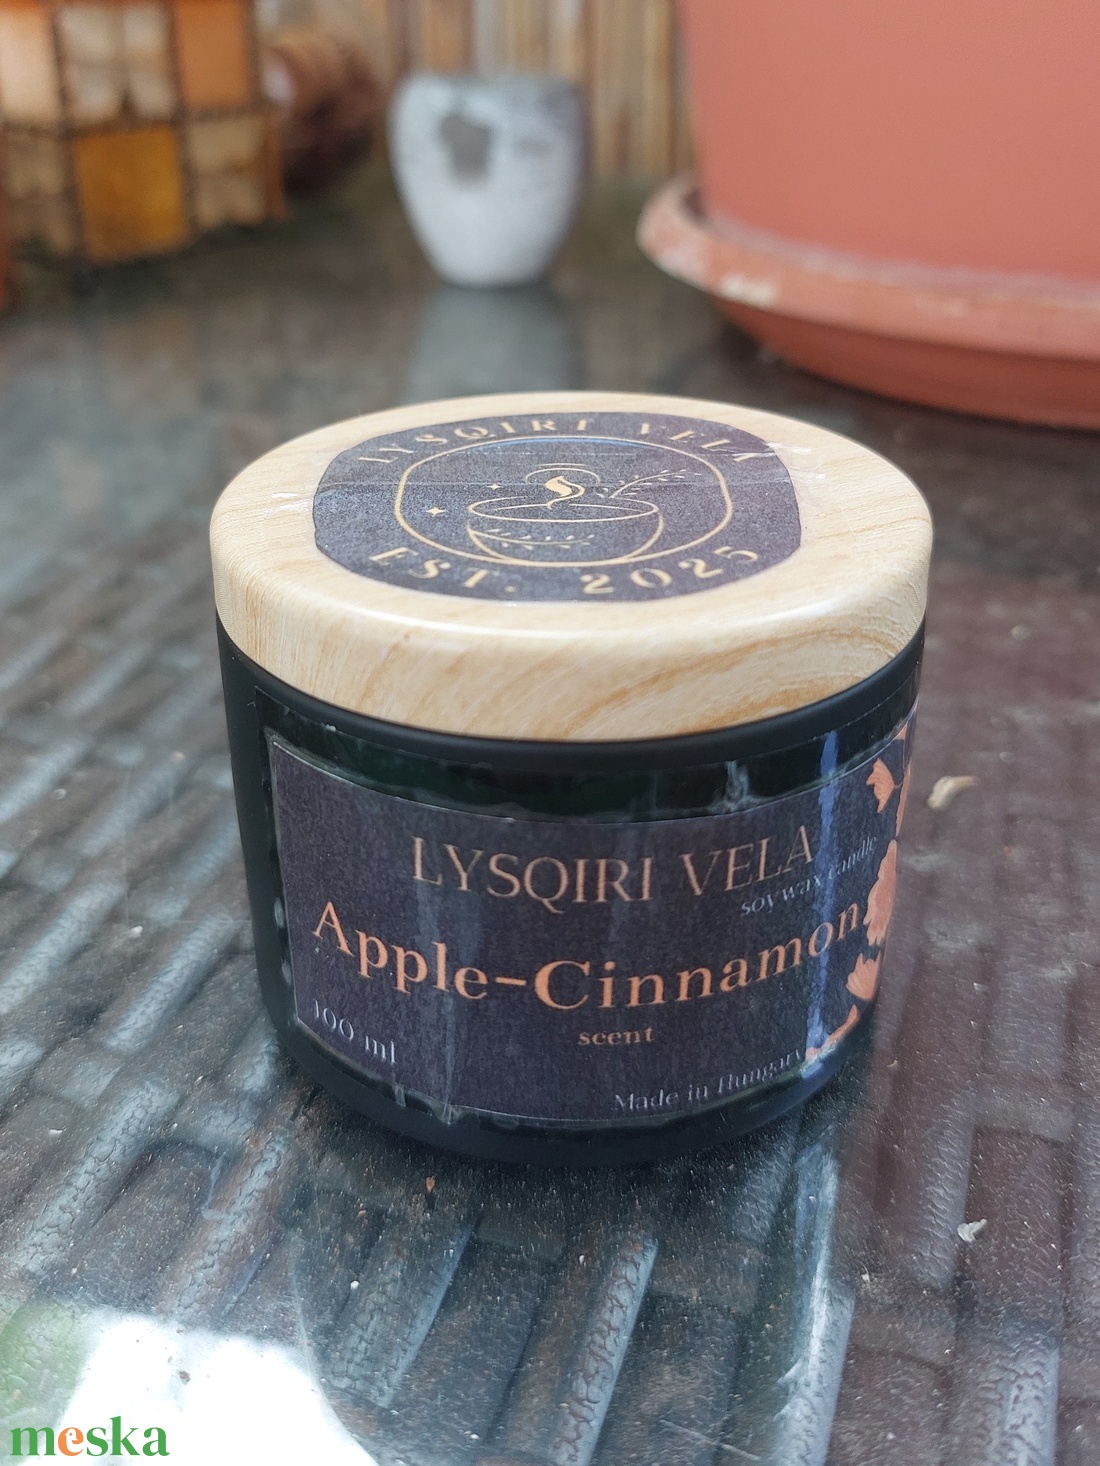 LYSQIRI VELA
EST. 2025
LYSQIRI VELA
soywax candle
Apple-Cinnamon
scent
100 ml
Made in Hungary
meska